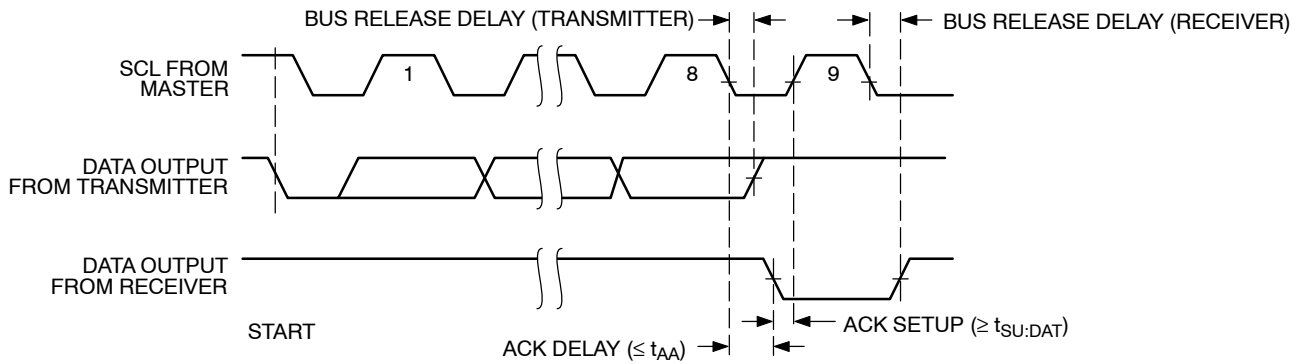 BUS RELEASE DELAY (TRANSMITTER)
BUS RELEASE DELAY (RECEIVER)
SCL FROM
MASTER
1
8
9
DATA OUTPUT
FROM TRANSMITTER
DATA OUTPUT
FROM RECEIVER
START
ACK SETUP (≥ tSU:DAT)
ACK DELAY (≤ tAA)